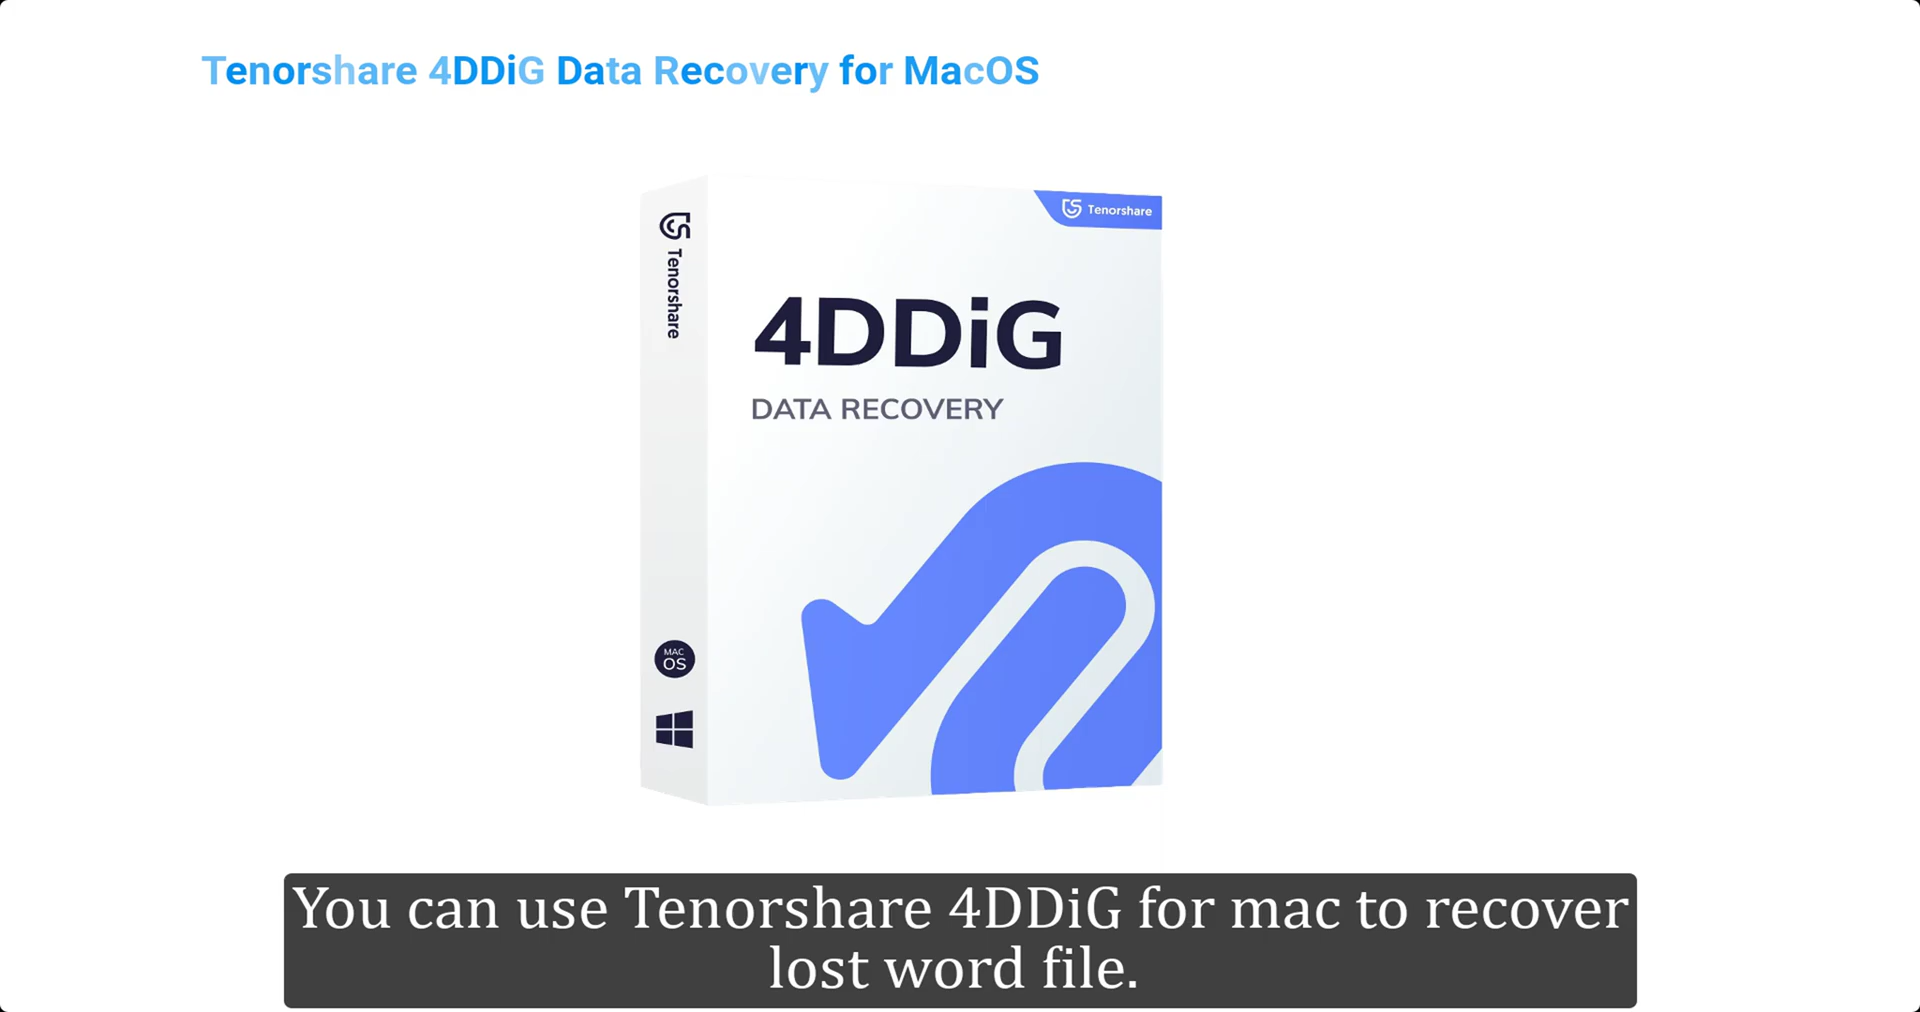 Tenorshare 4DDiG Data Recovery for MacOS
Tenorshare
Tenorshare
4DDiG
DATA RECOVERY
MAC
OS
You can use Tenorshare 4DDiG for mac to recover
lost word file.